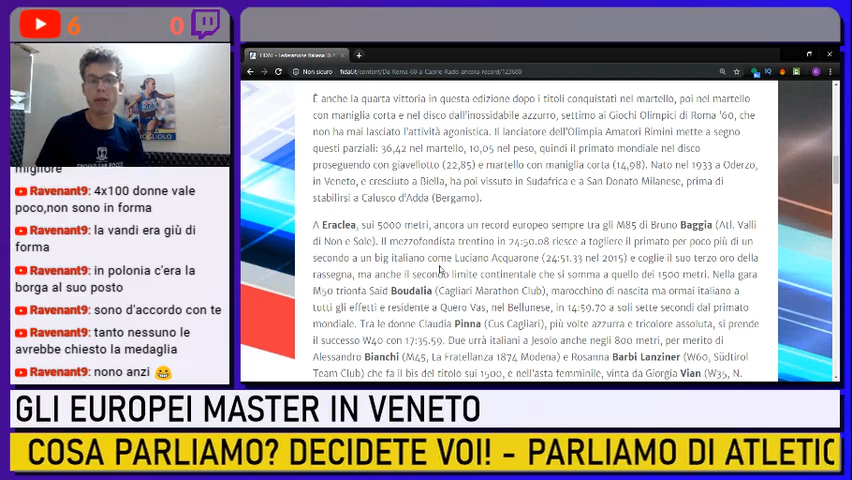 6
0
migliore
Ravenant9: 4x100 donne vale
poco,non sono in forma
Ravenant9: la vandi era giù di
forma
Ravenant9: in polonia c'era la
borga al suo posto
Ravenant9: sono d'accordo con te
Ravenant9: tanto nessuno le
avrebbe chiesto la medaglia
Ravenant9: nono anzi 😁
Non sicuro | fidal.it/content/Da-Roma-60-a-Caorle-Rado-ancora-record/123680
È anche la quarta vittoria in questa edizione dopo i titoli conquistati nel martello, poi nel martello
con maniglia corta e nel disco dall'inossidabile azzurro, settimo ai Giochi Olimpici di Roma '60, che
non ha mai lasciato l'attività agonistica. Il lanciatore dell'Olimpia Amatori Rimini mette a segno
questi parziali: 36,42 nel martello, 10,05 nel peso, quindi il primato mondiale nel disco
proseguendo con giavellotto (22,85) e martello con maniglia corta (14,98). Nato nel 1933 a Oderzo,
in Veneto, e cresciuto a Biella, ha poi vissuto in Sudafrica e a San Donato Milanese, prima di
stabilirsi a Calusco d'Adda (Bergamo).
A Eraclea, sui 5000 metri, ancora un record europeo sempre tra gli M85 di Bruno Baggia (Atl. Valli
di Non e Sole). Il mezzofondista trentino in 24:50.08 riesce a togliere il primato per poco più di un
secondo a un big italiano come Luciano Acquarone (24:51.33 nel 2015) e coglie il suo terzo oro della
rassegna, ma anche il secondo limite continentale che si somma a quello dei 1500 metri. Nella gara
M50 trionfa Said Boudalia (Cagliari Marathon Club), marocchino di nascita ma ormai italiano a
tutti gli effetti e residente a Quero Vas, nel Bellunese, in 14:59.70 a soli sette secondi dal primato
mondiale. Tra le donne Claudia Pinna (Cus Cagliari), più volte azzurra e tricolore assoluta, si prende
il successo W40 con 17:35.59. Due urrà italiani a Jesolo anche negli 800 metri, per merito di
Alessandro Bianchi (M45, La Fratellanza 1874 Modena) e Rosanna Barbi Lanziner (W60, Südtirol
Team Club) che fa il bis del titolo sui 1500, e nell'asta femminile, vinta da Giorgia Vian (W35, N.
GLI EUROPEI MASTER IN VENETO
COSA PARLIAMO? DECIDETE VOI! - PARLIAMO DI ATLETIC